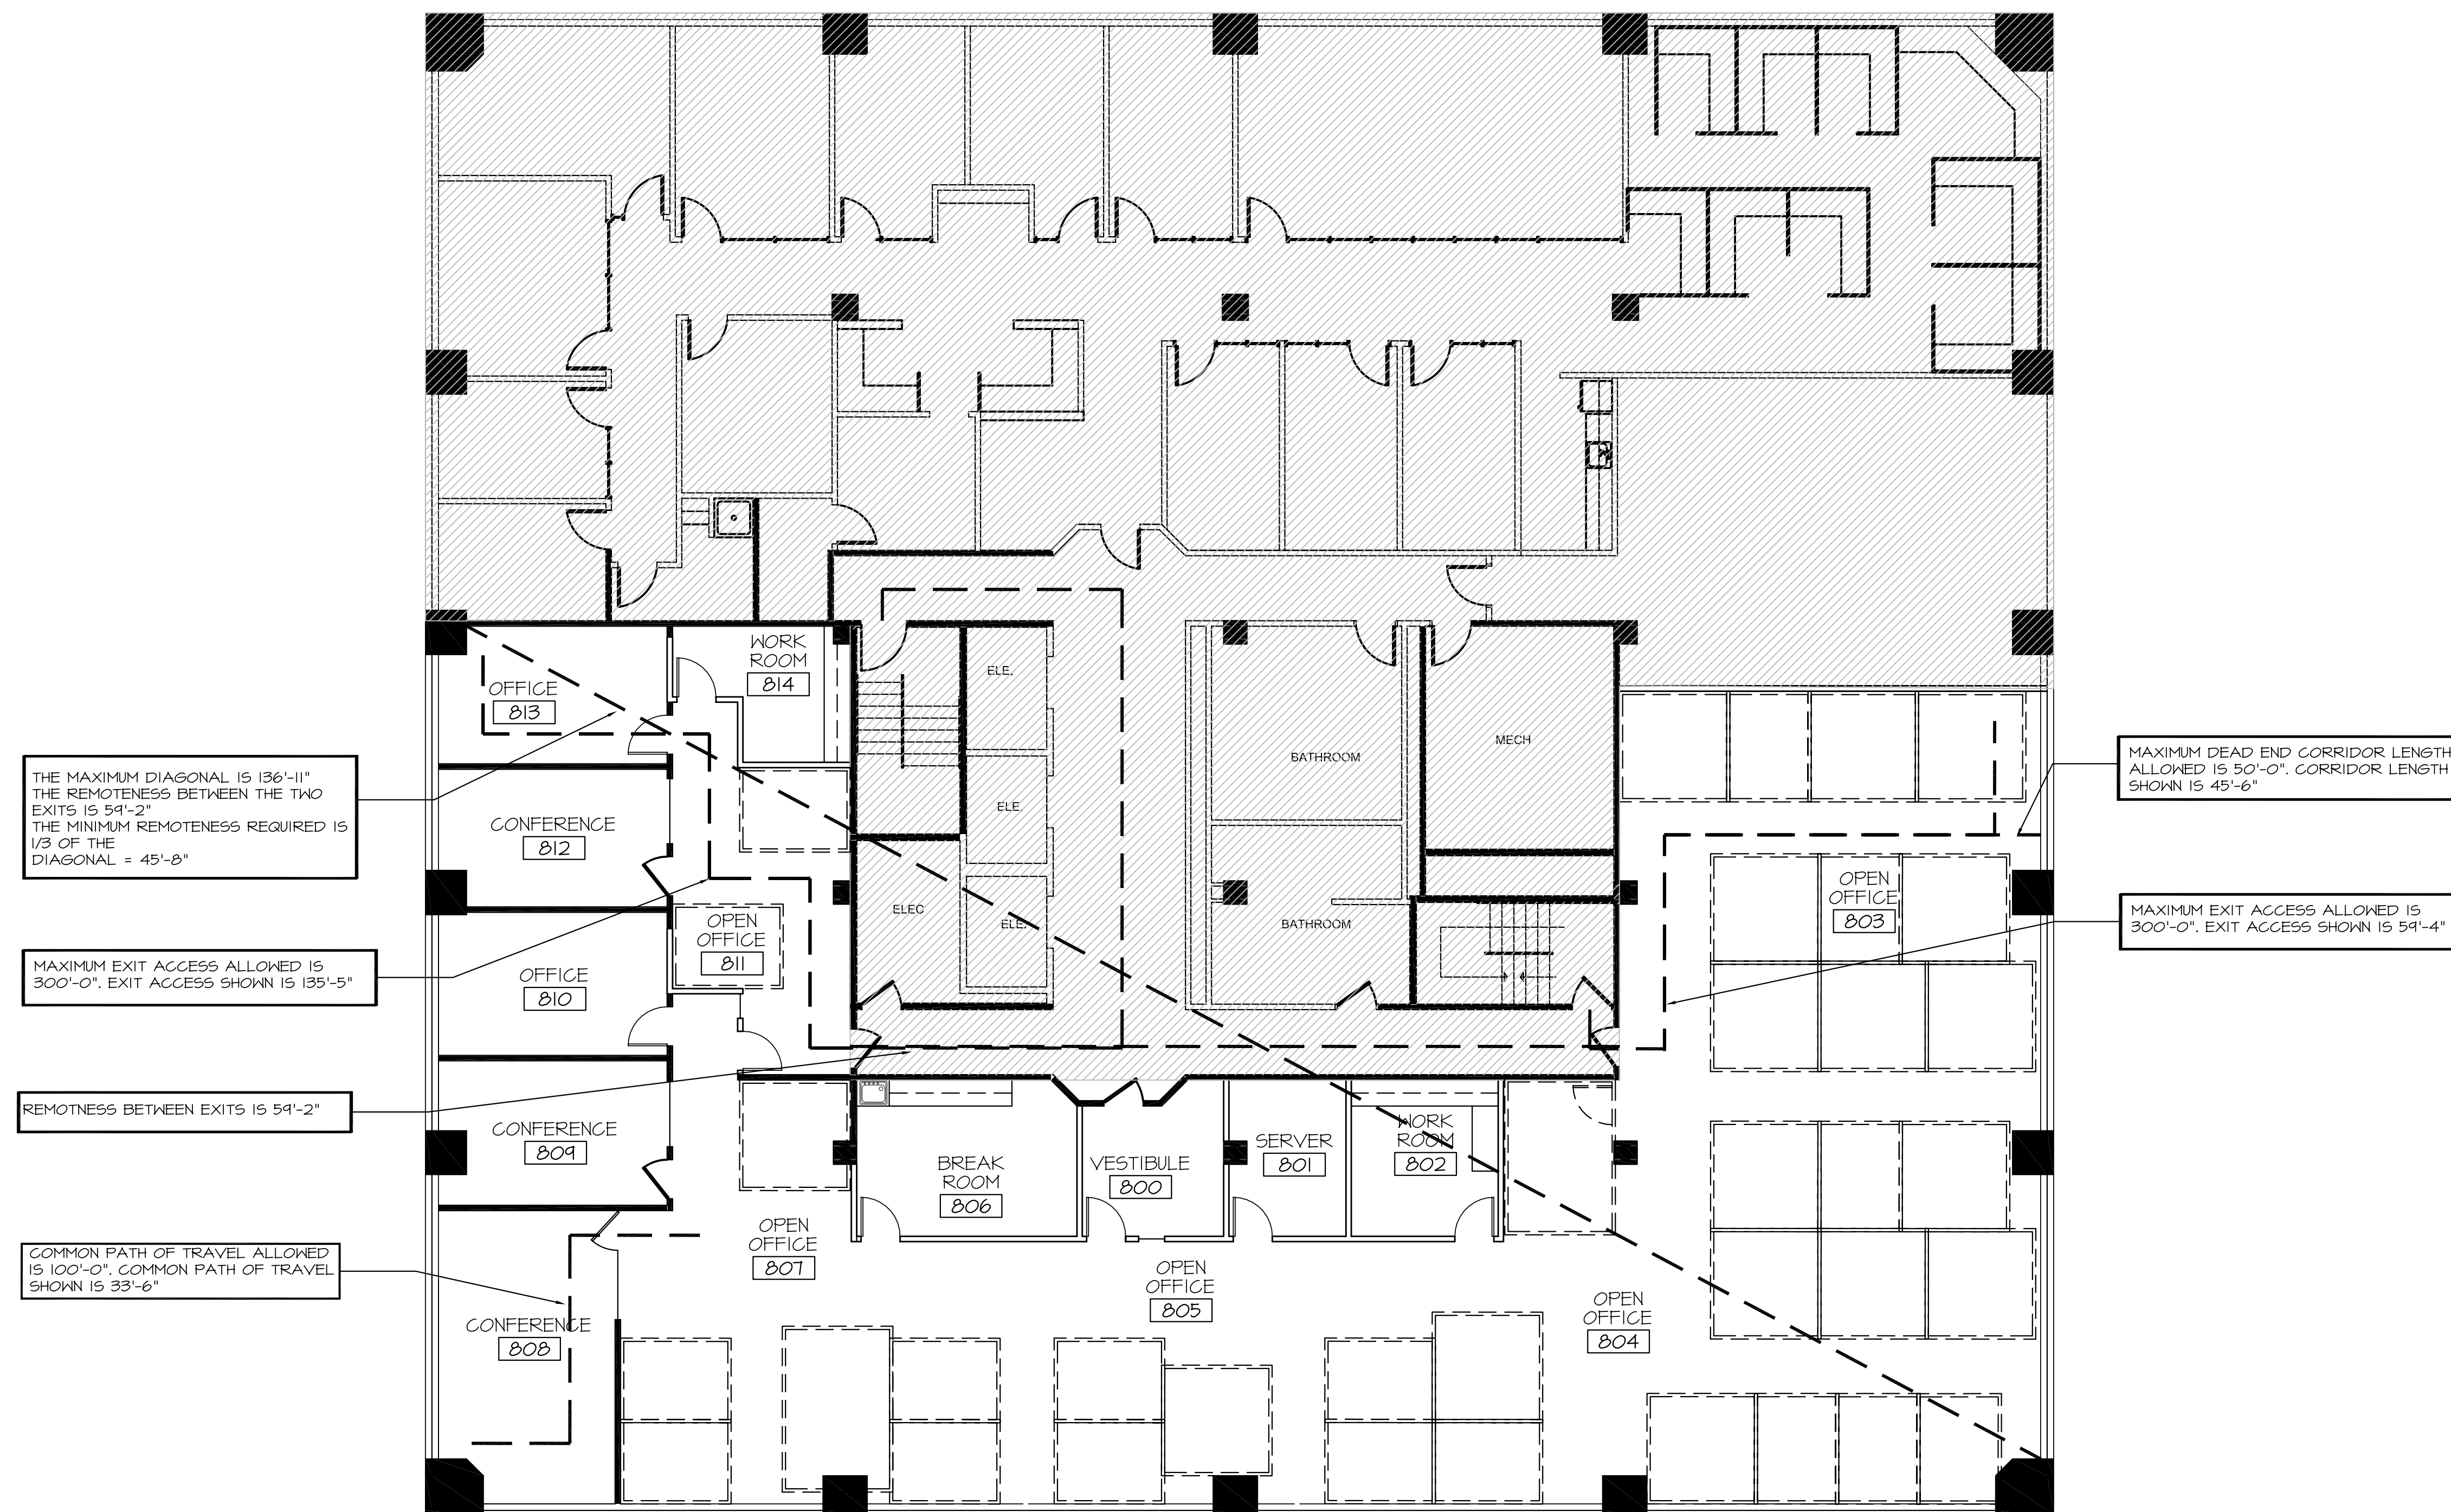 WORK
ROOM
814
ELE.
OFFICE
813
MECH
BATHROOM
MAXIMUM DEAD END CORRIDOR LENGTH
ALLOWED IS 50'-0". CORRIDOR LENGTH
SHOWN IS 45'-6"
THE MAXIMUM DIAGONAL IS 136'-11"
THE REMOTENESS BETWEEN THE TWO
EXITS IS 59'-2"
THE MINIMUM REMOTENESS REQUIRED IS
1/3 OF THE
DIAGONAL = 45'-8"
ELE.
CONFERENCE
812
OPEN
OFFICE
803
ELEC
ELE.
BATHROOM
MAXIMUM EXIT ACCESS ALLOWED IS
300'-0". EXIT ACCESS SHOWN IS 59'-4"
OPEN
OFFICE
811
MAXIMUM EXIT ACCESS ALLOWED IS
300'-0". EXIT ACCESS SHOWN IS 135'-5"
OFFICE
810
REMOTNESS BETWEEN EXITS IS 59'-2"
CONFERENCE
809
BREAK
ROOM
806
VESTIBULE
800
SERVER
801
WORK
ROOM
802
OPEN
OFFICE
807
COMMON PATH OF TRAVEL ALLOWED
IS 100'-0". COMMON PATH OF TRAVEL
SHOWN IS 33'-6"
OPEN
OFFICE
805
OPEN
OFFICE
804
CONFERENCE
808